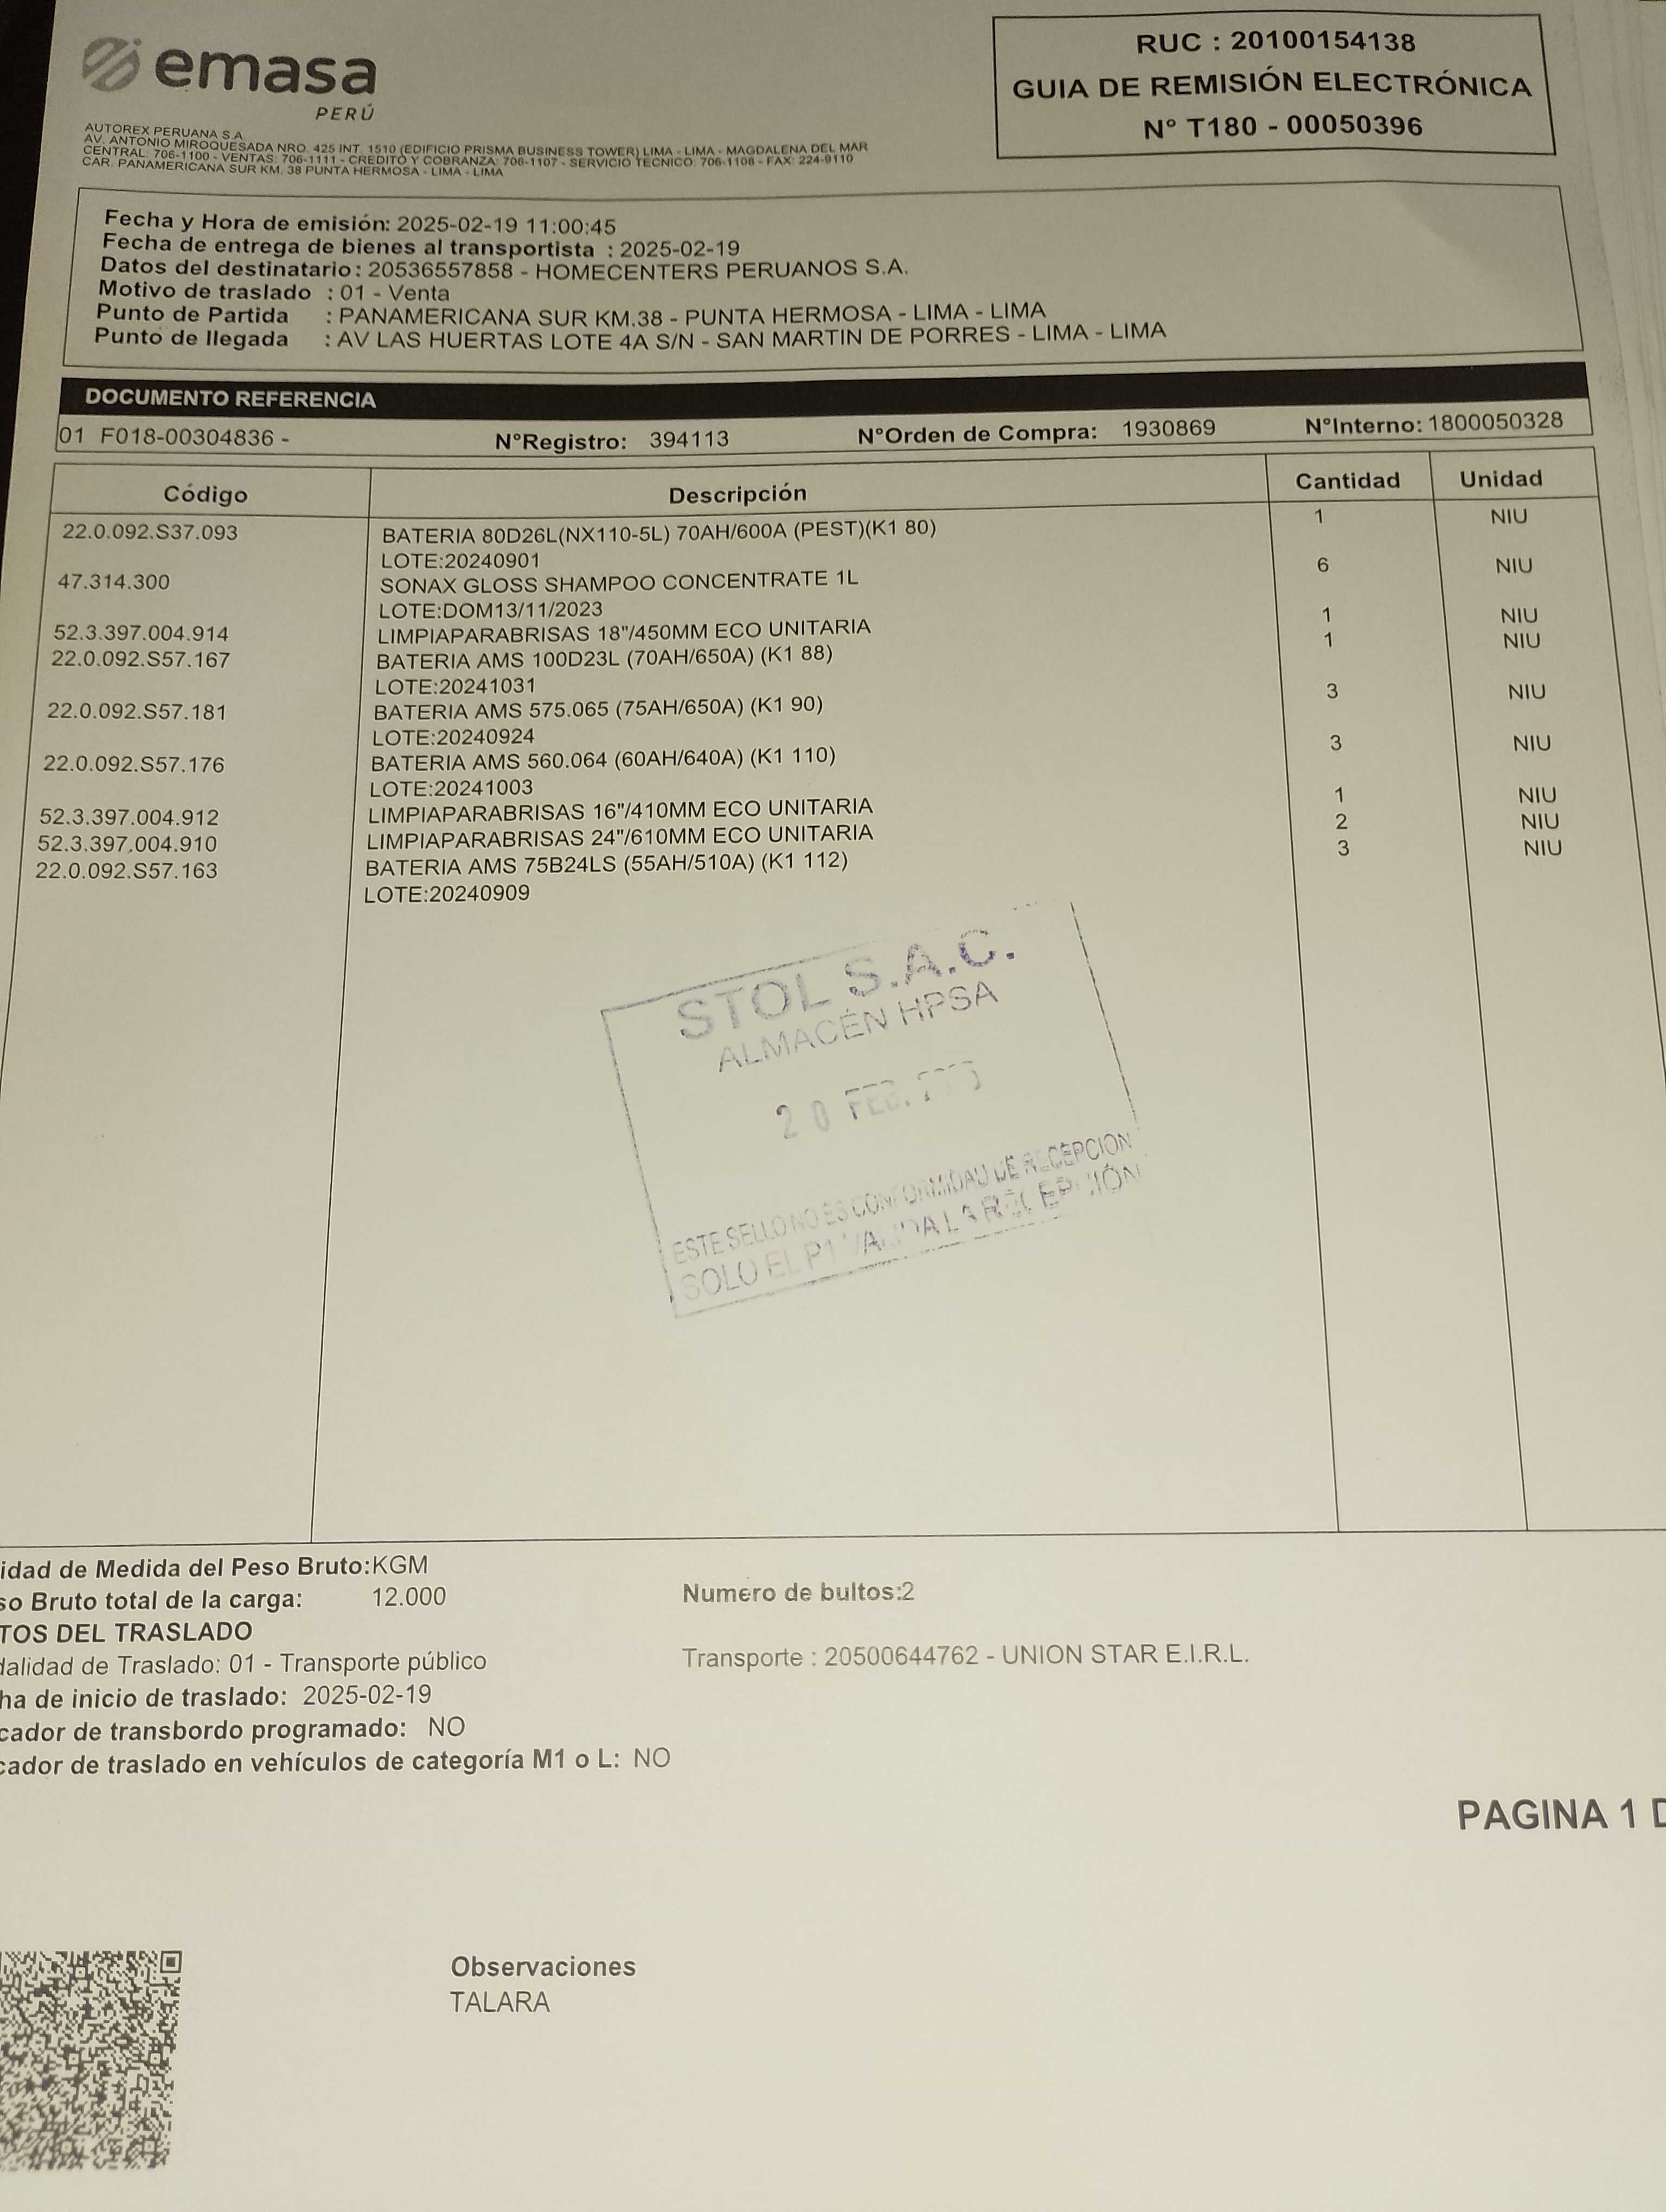 emasa
PERÚ
RUC : 20100154138
GUIA DE REMISIÓN ELECTRÓNICA
N° T180 - 00050396
AUTOREX PERUANA S.A.
AV. ANTONIO MIROQUESADA NRO. 425 INT. 1510 (EDIFICIO PRISMA BUSINESS TOWER) LIMA - LIMA - MAGDALENA DEL MAR
CENTRAL: 706-1100 - VENTAS: 706-1111 - CREDITO Y COBRANZA: 706-1107 - SERVICIO TECNICO: 706-1108 - FAX: 224-9110
CAR. PANAMERICANA SUR KM. 38 PUNTA HERMOSA - LIMA - LIMA
Fecha y Hora de emisión: 2025-02-19 11:00:45
Fecha de entrega de bienes al transportista : 2025-02-19
Datos del destinatario : 20536557858 - HOMECENTERS PERUANOS S.A.
Motivo de traslado : 01 - Venta
Punto de Partida : PANAMERICANA SUR KM.38 - PUNTA HERMOSA - LIMA - LIMA
Punto de llegada : AV LAS HUERTAS LOTE 4A S/N - SAN MARTIN DE PORRES - LIMA - LIMA
DOCUMENTO REFERENCIA
01 F018-00304836 - N°Registro: 394113 N°Orden de Compra: 1930869 N°Interno: 1800050328
Código Descripción Cantidad Unidad
22.0.092.S37.093 BATERIA 80D26L(NX110-5L) 70AH/600A (PEST)(K1 80) 1 NIU
LOTE:20240901
47.314.300 SONAX GLOSS SHAMPOO CONCENTRATE 1L 6 NIU
LOTE:DOM13/11/2023
52.3.397.004.914 LIMPIAPARABRISAS 18"/450MM ECO UNITARIA 1 NIU
22.0.092.S57.167 BATERIA AMS 100D23L (70AH/650A) (K1 88) 1 NIU
LOTE:20241031
22.0.092.S57.181 BATERIA AMS 575.065 (75AH/650A) (K1 90) 3 NIU
LOTE:20240924
22.0.092.S57.176 BATERIA AMS 560.064 (60AH/640A) (K1 110) 3 NIU
LOTE:20241003
52.3.397.004.912 LIMPIAPARABRISAS 16"/410MM ECO UNITARIA 1 NIU
52.3.397.004.910 LIMPIAPARABRISAS 24"/610MM ECO UNITARIA 2 NIU
22.0.092.S57.163 BATERIA AMS 75B24LS (55AH/510A) (K1 112) 3 NIU
LOTE:20240909
STOL S.A.C.
ALMACÉN HPSA
20 FEB.
ESTE SELLO NO ES CONFORMIDAD DE RECEPCION
SOLO EL VALIDA LA RECEPCIÓN
idad de Medida del Peso Bruto:KGM
so Bruto total de la carga: 12.000 Numero de bultos:2
TOS DEL TRASLADO
dalidad de Traslado: 01 - Transporte público Transporte : 20500644762 - UNION STAR E.I.R.L.
ha de inicio de traslado: 2025-02-19
cador de transbordo programado: NO
cador de traslado en vehículos de categoría M1 o L: NO
PAGINA 1 D
Observaciones
TALARA